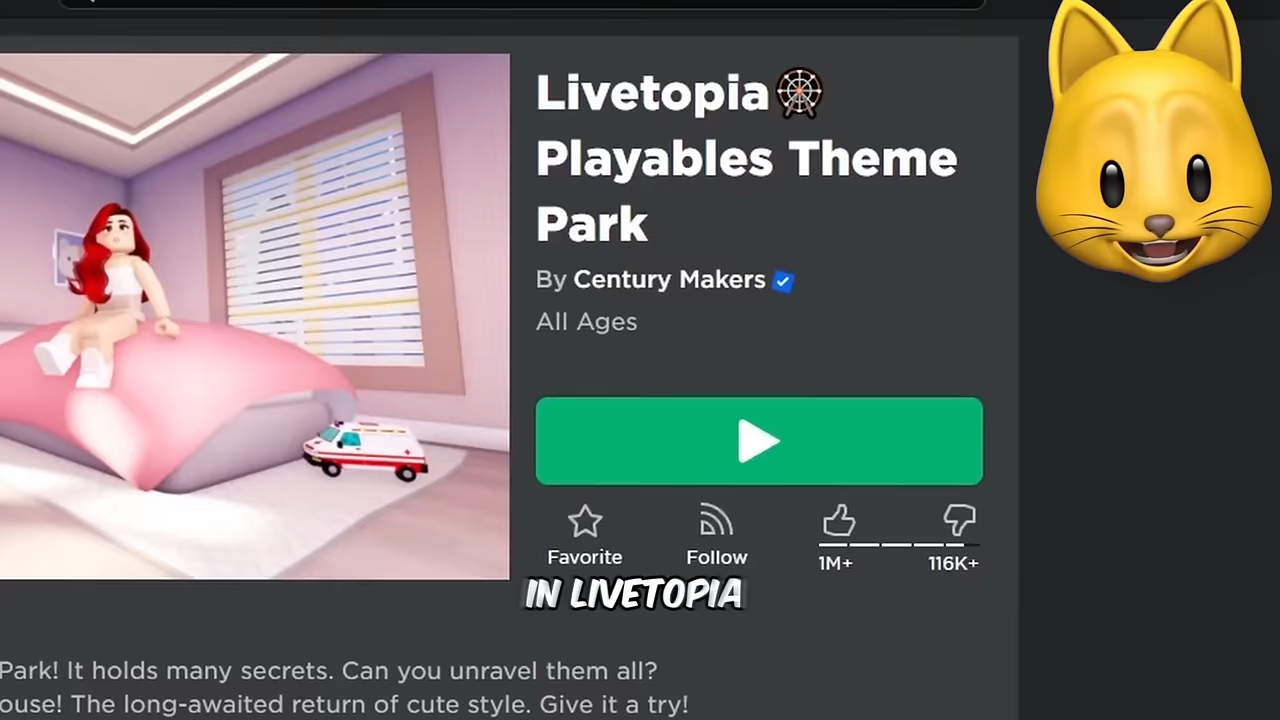 Livetopia🎡
Playables Theme
Park
By Century Makers
All Ages
Favorite
Follow
1M+
116K+
IN LIVETOPIA
Park! It holds many secrets. Can you unravel them all?
ouse! The long-awaited return of cute style. Give it a try!